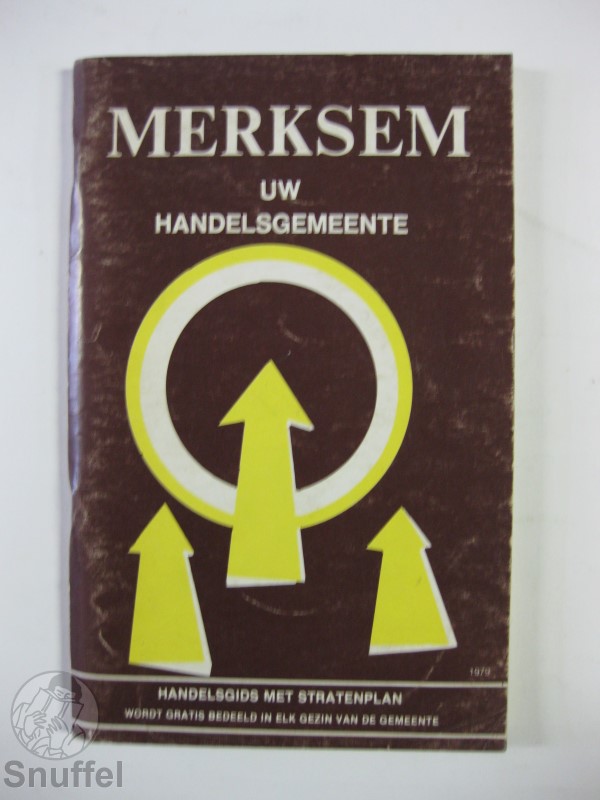 MERKSEM
UW
HANDELSGEMEENTE
1979
HANDELSGIDS MET STRATENPLAN
WORDT GRATIS BEDEELD IN ELK GEZIN VAN DE GEMEENTE
Snuffel